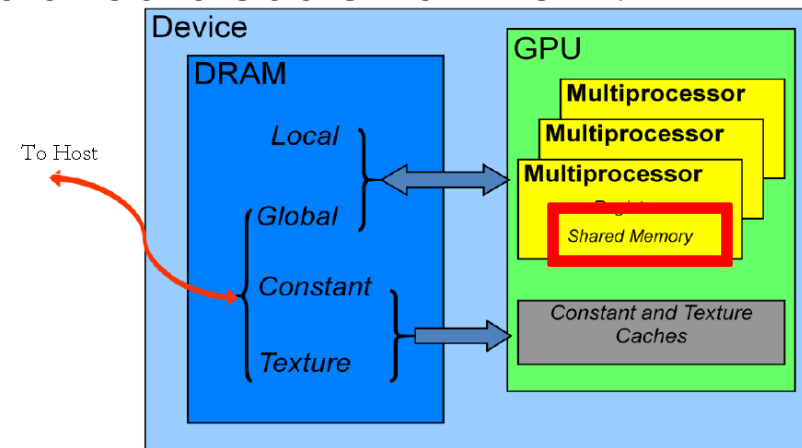 Device
DRAM
GPU
Multiprocessor
Multiprocessor
Multiprocessor
Shared Memory
Local
Global
Constant
Texture
To Host
Constant and Texture
Caches